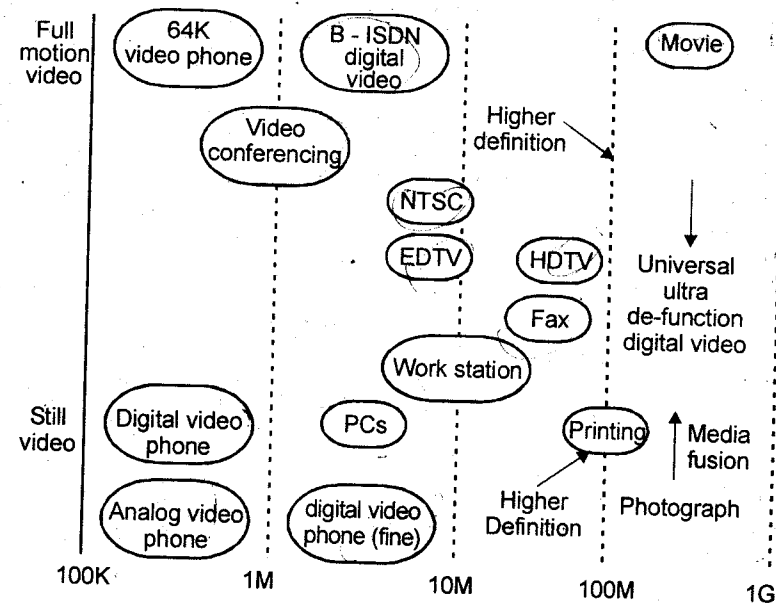 Full
motion
video
64K
video phone
B - ISDN
digital
video
Movie
Video
conferencing
Higher
definition
NTSC
EDTV
HDTV
Universal
ultra
de-function
digital video
Fax
Work station
Still
video
Digital video
phone
PCs
Printing
Media
fusion
Analog video
phone
digital video
phone (fine)
Higher
Definition
Photograph
100K
1M
10M
100M
1G